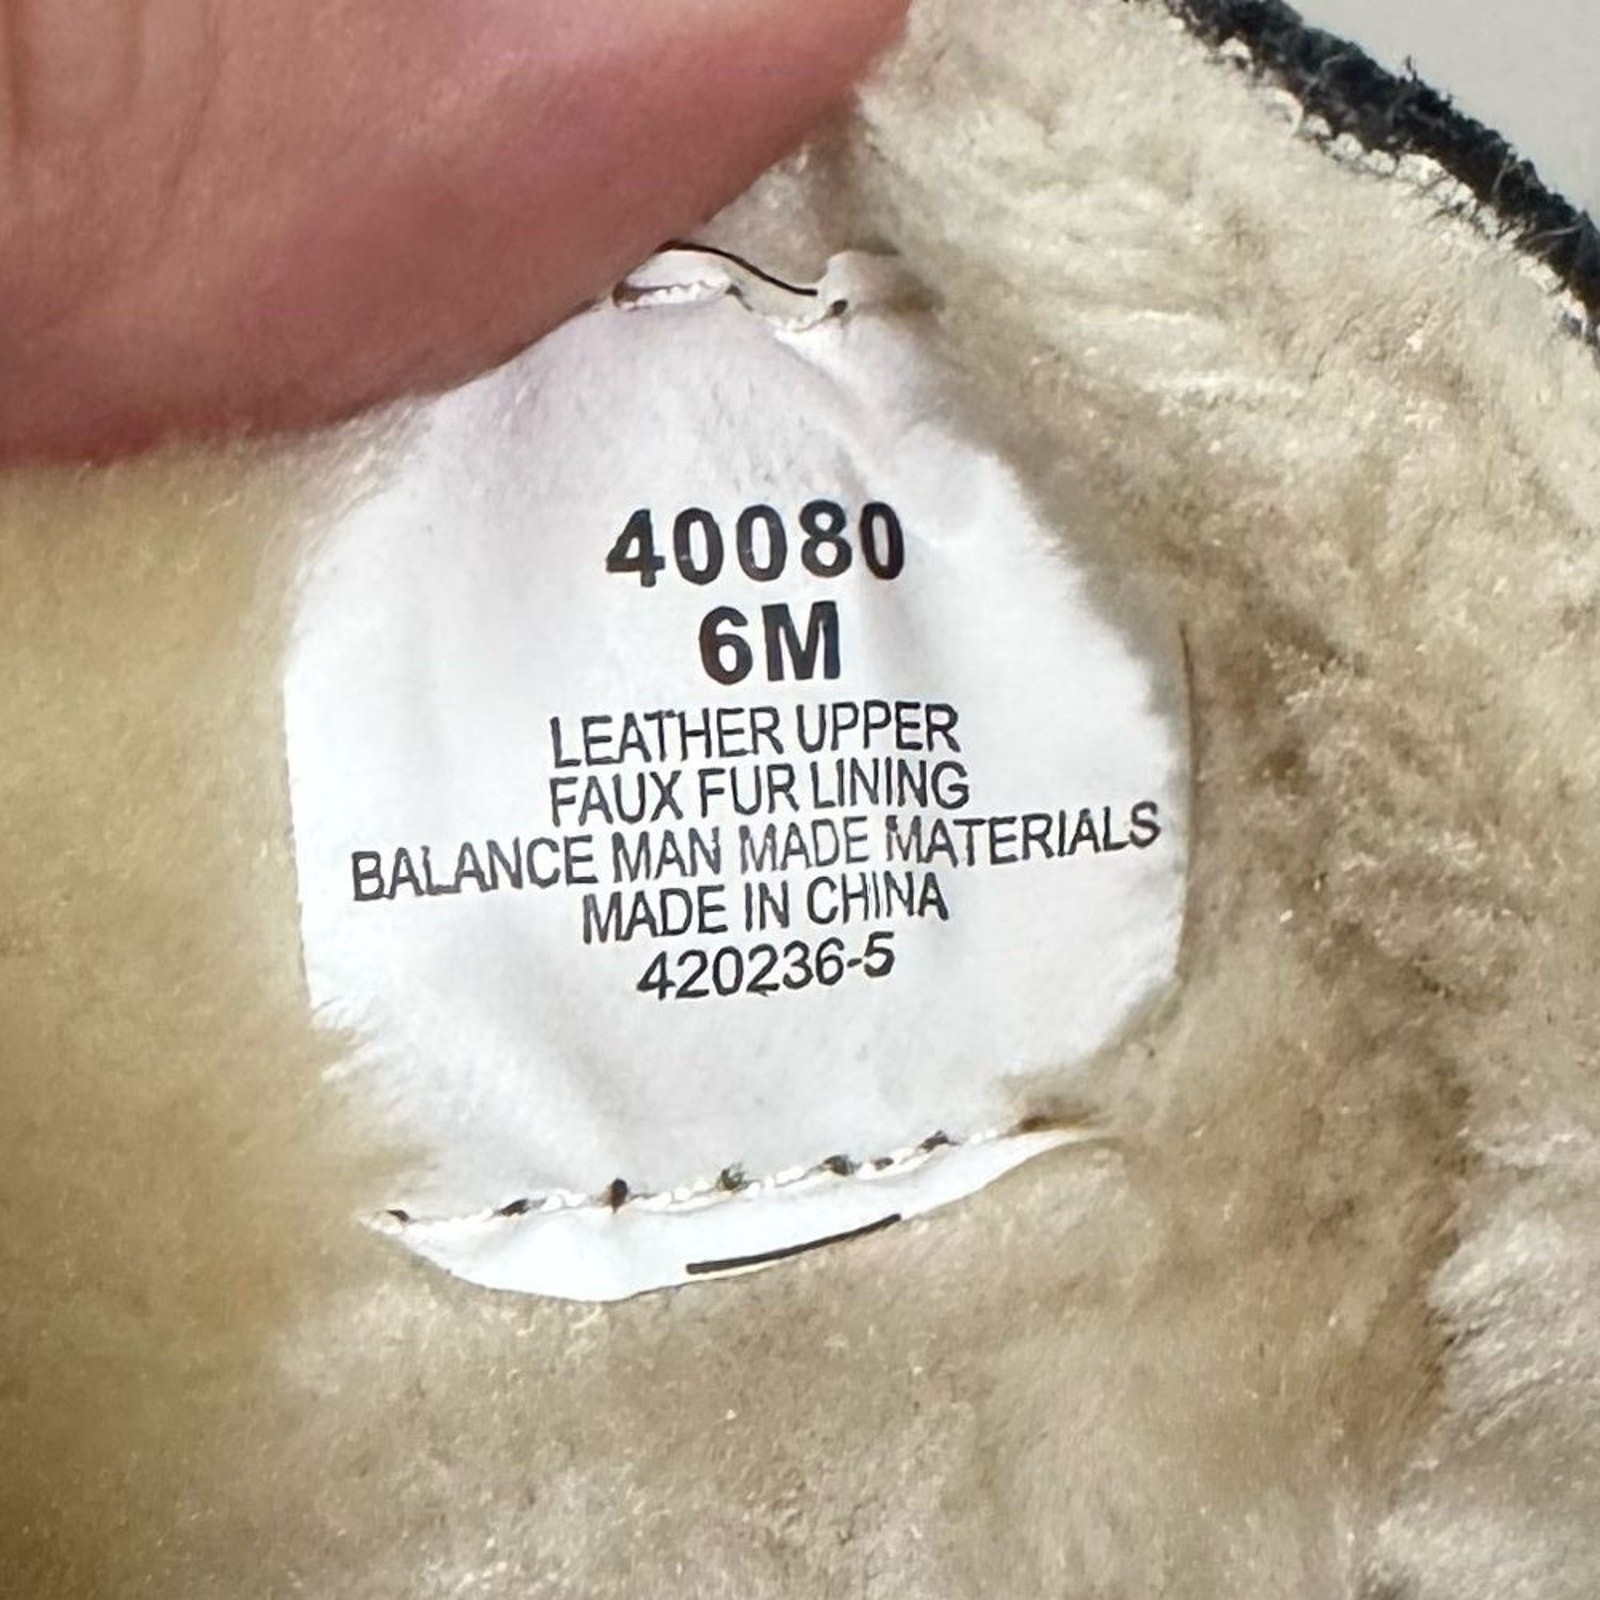 40080
6M
LEATHER UPPER
FAUX FUR LINING
BALANCE MAN MADE MATERIALS
MADE IN CHINA
420236-5